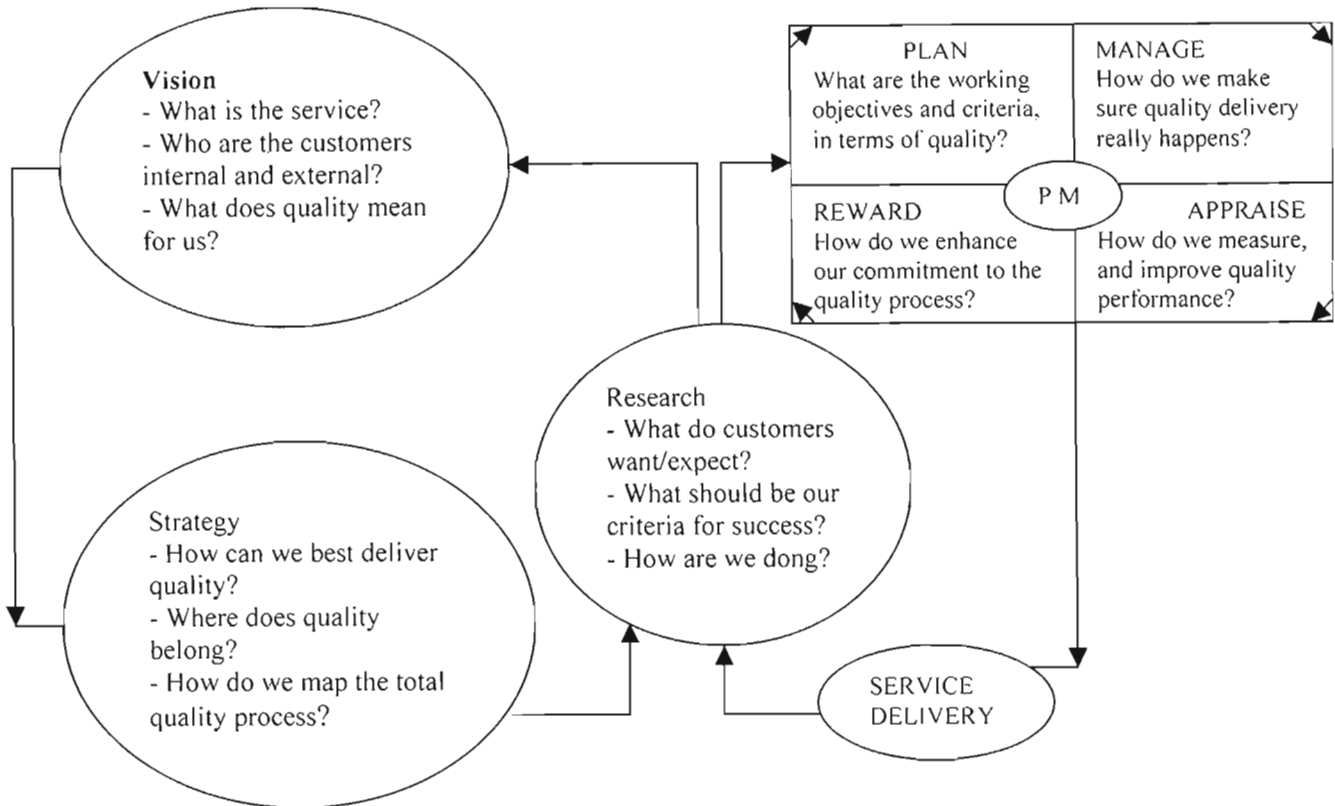 Vision
- What is the service?
- Who are the customers
internal and external?
- What does quality mean
for us?
PLAN
What are the working
objectives and criteria,
in terms of quality?
MANAGE
How do we make
sure quality delivery
really happens?
P M
REWARD
How do we enhance
our commitment to the
quality process?
APPRAISE
How do we measure,
and improve quality
performance?
Research
- What do customers
want/expect?
- What should be our
criteria for success?
- How are we dong?
Strategy
- How can we best deliver
quality?
- Where does quality
belong?
- How do we map the total
quality process?
SERVICE
DELIVERY